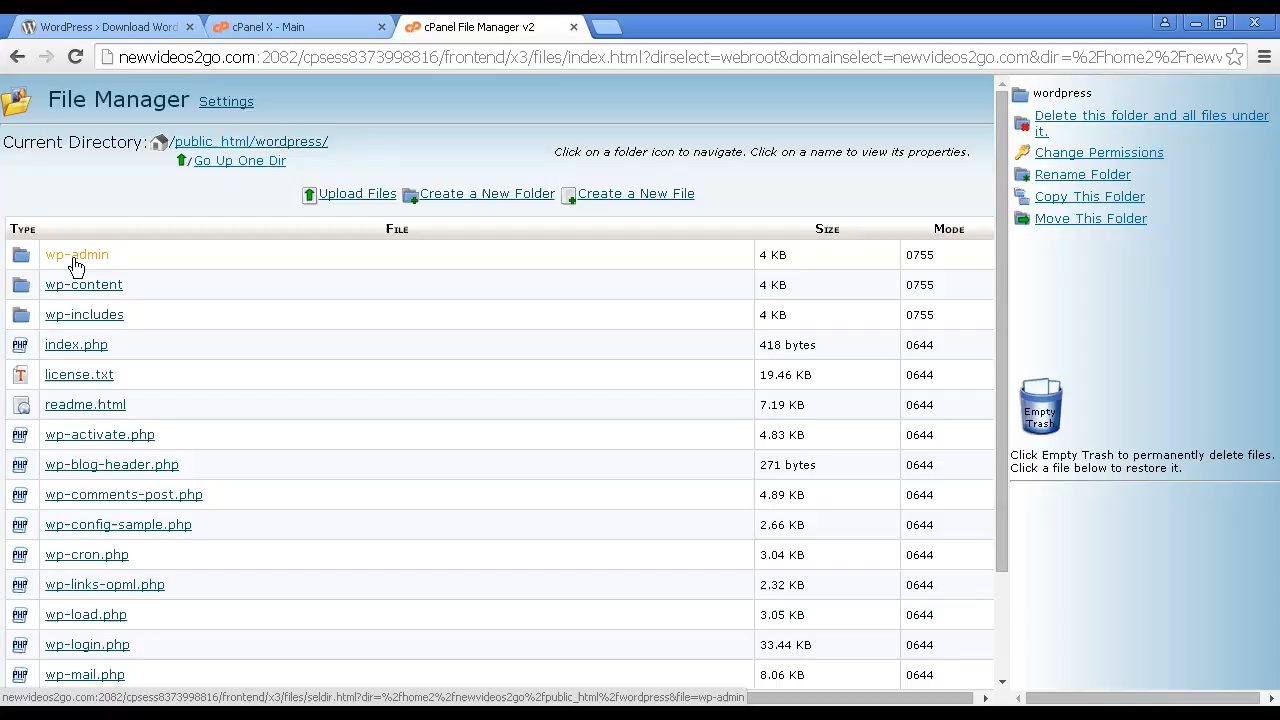 WordPress › Download Word
cPanel X - Main
cPanel File Manager v2
newvideos2go.com:2082/cpsess8373998816/frontend/x3/files/index.html?dirselect=webroot&domainselect=newvideos2go.com&dir=%2Fhome2%2Fnewv
File Manager Settings
Current Directory: /public_html/wordpress/
/Go Up One Dir
Click on a folder icon to navigate. Click on a name to view its properties.
Upload Files Create a New Folder Create a New File
Type File Size Mode
wp-admin 4 KB 0755
wp-content 4 KB 0755
wp-includes 4 KB 0755
PHP index.php 418 bytes 0644
T license.txt 19.46 KB 0644
readme.html 7.19 KB 0644
PHP wp-activate.php 4.83 KB 0644
PHP wp-blog-header.php 271 bytes 0644
PHP wp-comments-post.php 4.89 KB 0644
PHP wp-config-sample.php 2.66 KB 0644
PHP wp-cron.php 3.04 KB 0644
PHP wp-links-opml.php 2.32 KB 0644
PHP wp-load.php 3.05 KB 0644
PHP wp-login.php 33.44 KB 0644
PHP wp-mail.php 8.06 KB 0644
newvideos2go.com:2082/cpsess8373998816/frontend/x3/files/seldir.html?dir=%2fhome2%2fnewvideos2go%2fpublic_html%2fwordpress&file=wp-admin
wordpress
Delete this folder and all files under
it.
Change Permissions
Rename Folder
Copy This Folder
Move This Folder
Empty
Trash
Click Empty Trash to permanently delete files.
Click a file below to restore it.